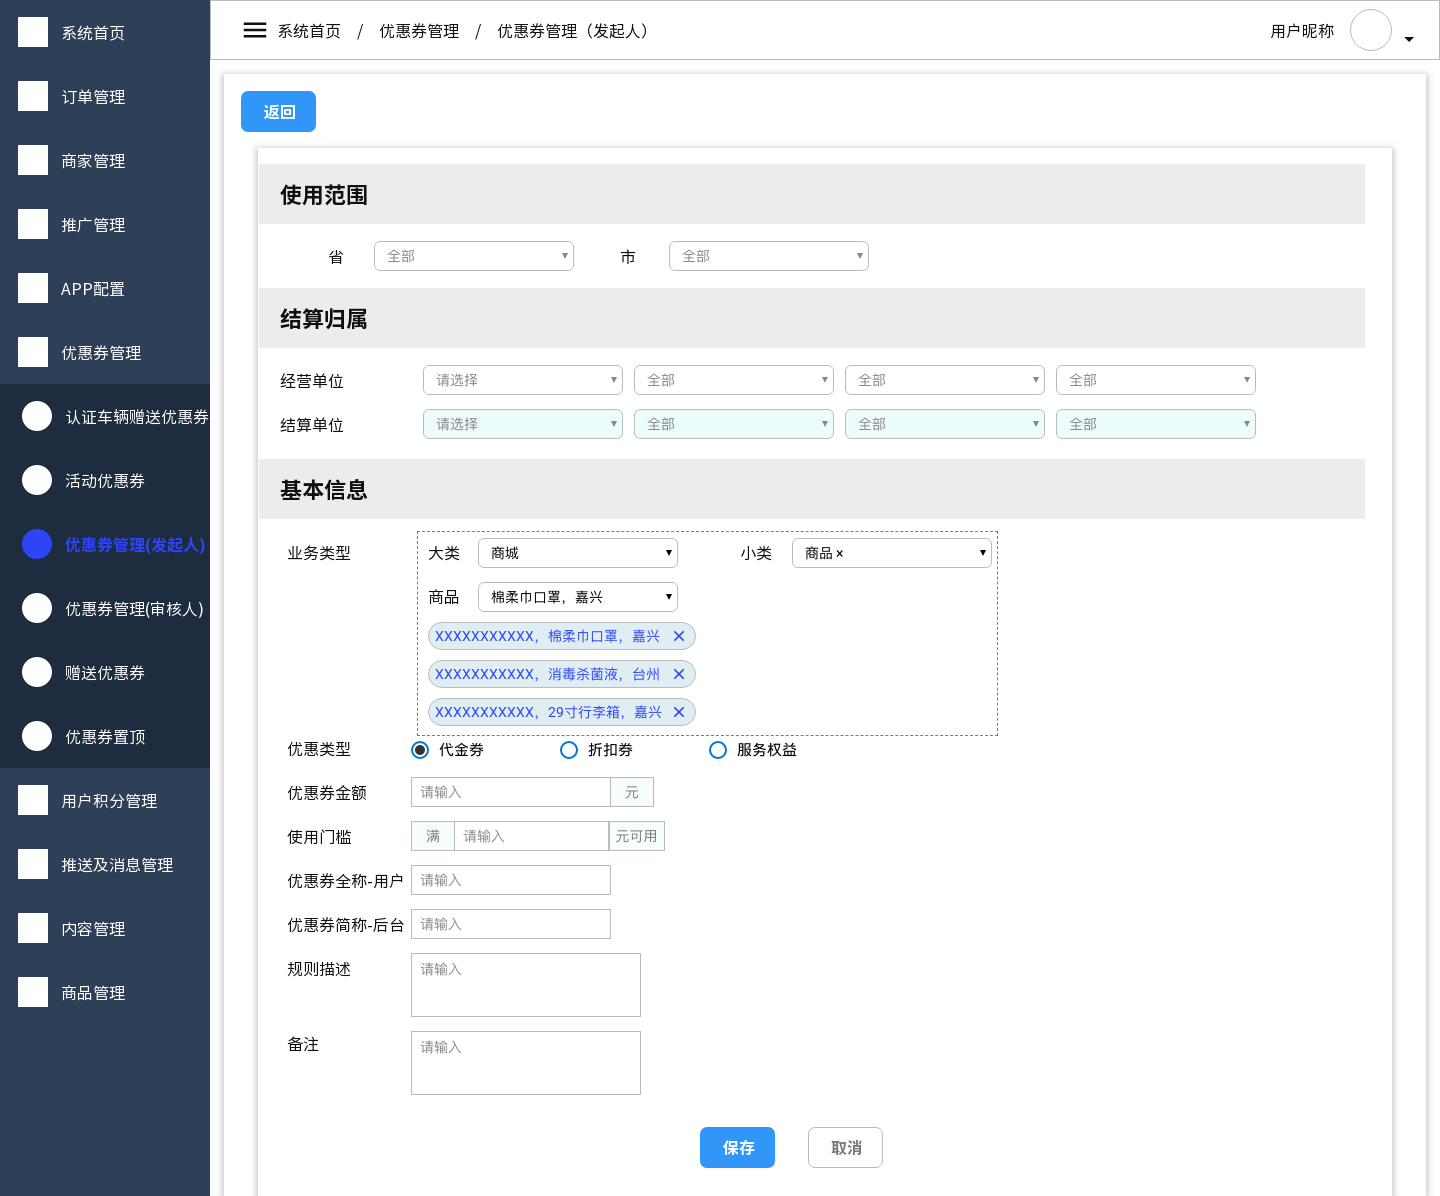 系统首页
订单管理
商家管理
推广管理
APP配置
优惠券管理
认证车辆赠送优惠券
活动优惠券
优惠券管理(发起人)
优惠券管理(审核人)
赠送优惠券
优惠券置顶
用户积分管理
推送及消息管理
内容管理
商品管理
系统首页 / 优惠券管理 / 优惠券管理（发起人）
用户昵称
返回
使用范围
省 全部 市 全部
结算归属
经营单位 请选择 全部 全部 全部
结算单位 请选择 全部 全部 全部
基本信息
业务类型 大类 商城 小类 商品 ×
商品 棉柔巾口罩，嘉兴
XXXXXXXXXXX，棉柔巾口罩，嘉兴
XXXXXXXXXXX，消毒杀菌液，台州
XXXXXXXXXXX，29寸行李箱，嘉兴
优惠类型 代金券 折扣券 服务权益
优惠券金额 请输入 元
使用门槛 满 请输入 元可用
优惠券全称-用户 请输入
优惠券简称-后台 请输入
规则描述 请输入
备注 请输入
保存 取消